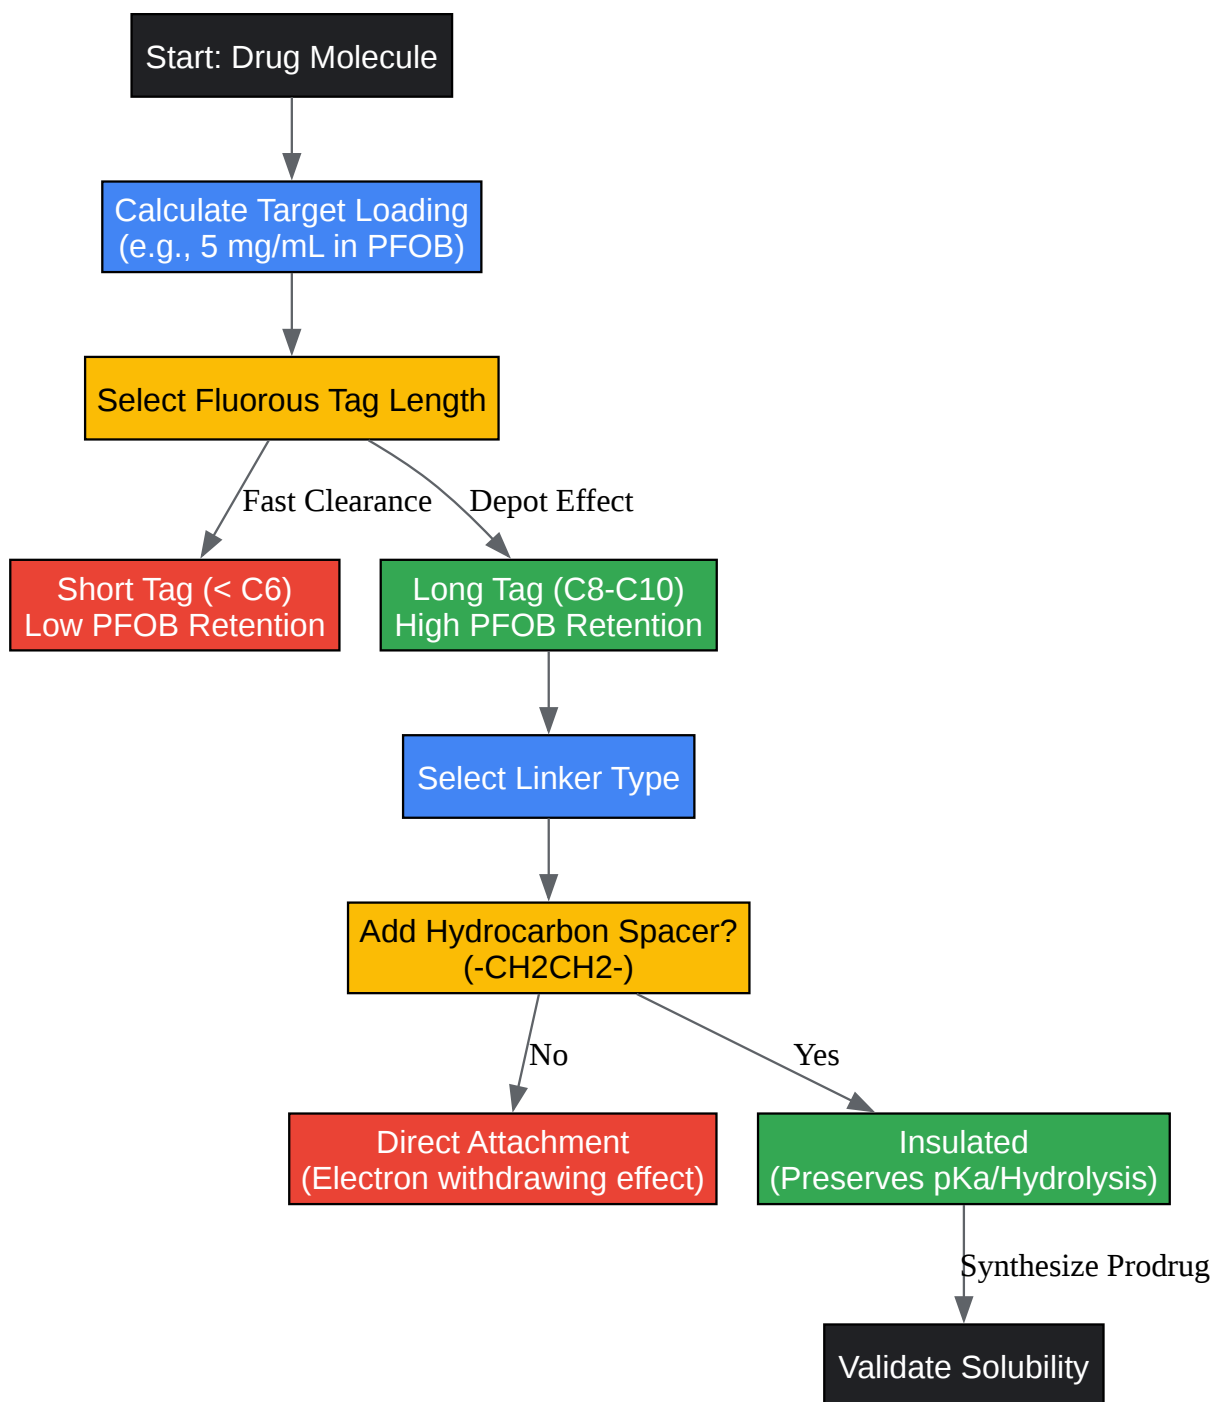 Start: Drug Molecule
Calculate Target Loading
(e.g., 5 mg/mL in PFOB)
Select Fluorous Tag Length
Fast Clearance
Depot Effect
Short Tag (< C6)
Low PFOB Retention
Long Tag (C8-C10)
High PFOB Retention
Select Linker Type
Add Hydrocarbon Spacer?
(-CH2CH2-)
No
Yes
Direct Attachment
(Electron withdrawing effect)
Insulated
(Preserves pKa/Hydrolysis)
Synthesize Prodrug
Validate Solubility